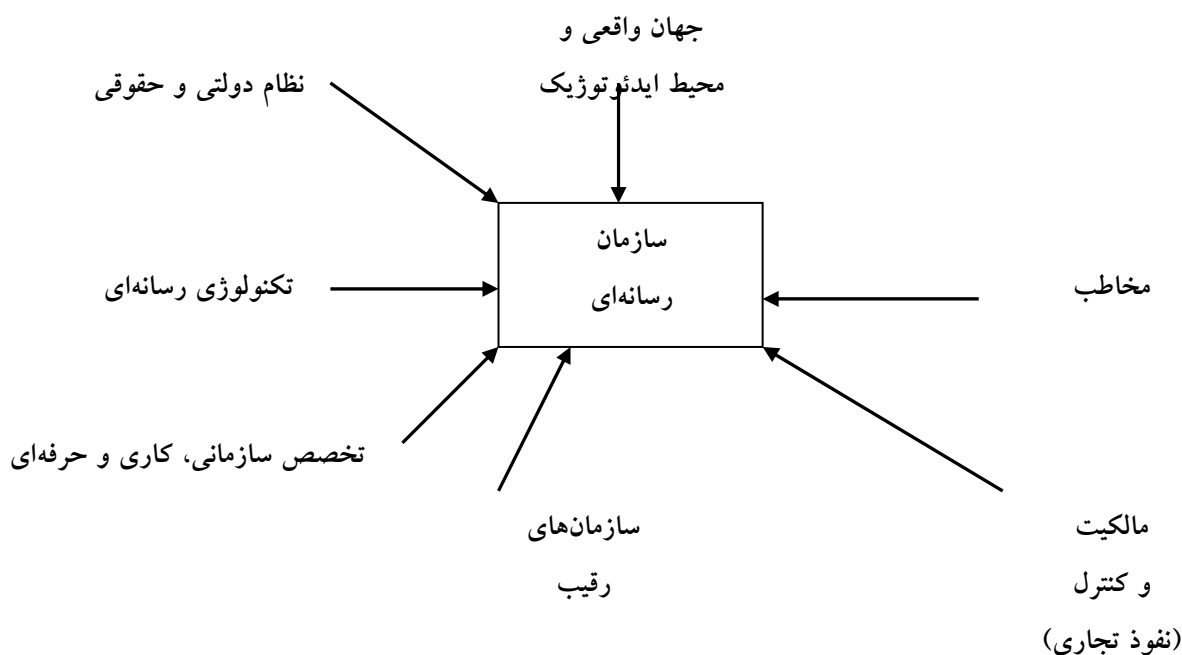 جهان واقعی و
محیط ایدئرتوژیک
نظام دولتی و حقوقی
سازمان
رسانه‌ای
تکنولوژی رسانه‌ای
مخاطب
تخصص سازمانی، کاری و حرفه‌ای
سازمان‌های
رقیب
مالکیت
و کنترل
(نفوذ تجاری)